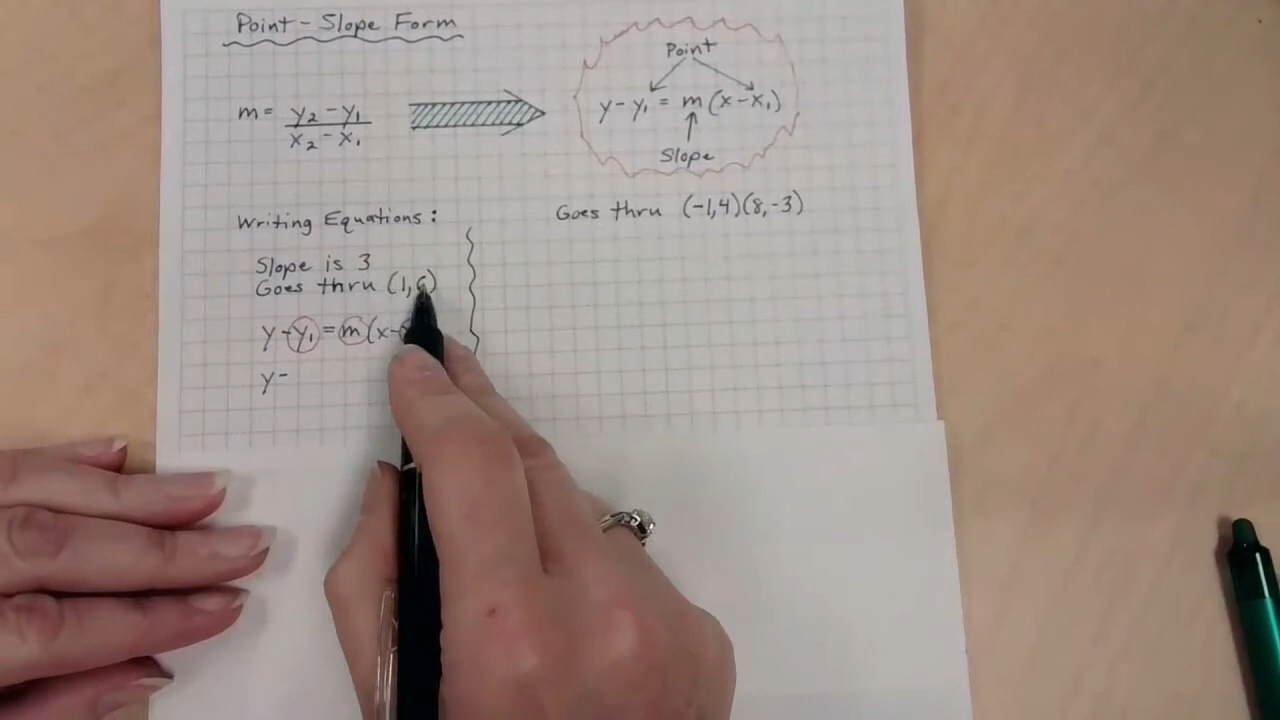 Point-Slope Form
m = y₂ - y₁ / x₂ - x₁
Point
y - y₁ = m(x - x₁)
Slope
Writing Equations:
Slope is 3
Goes thru (1,6)
y - y₁ = m(x -
y -
Goes thru (-1,4)(8,-3)